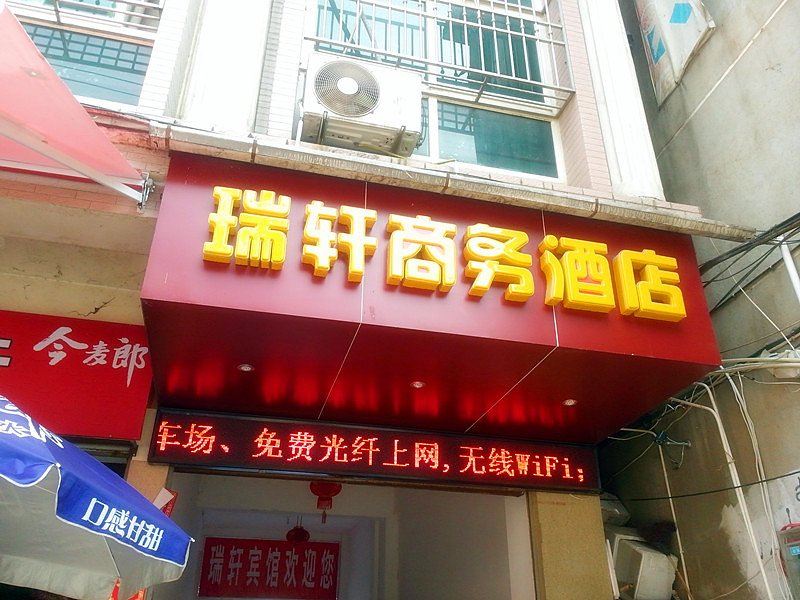 瑞轩商务酒店
今麦郎
车场、免费光纤上网,无线WiFi;
口感甘甜
瑞轩宾馆欢迎您